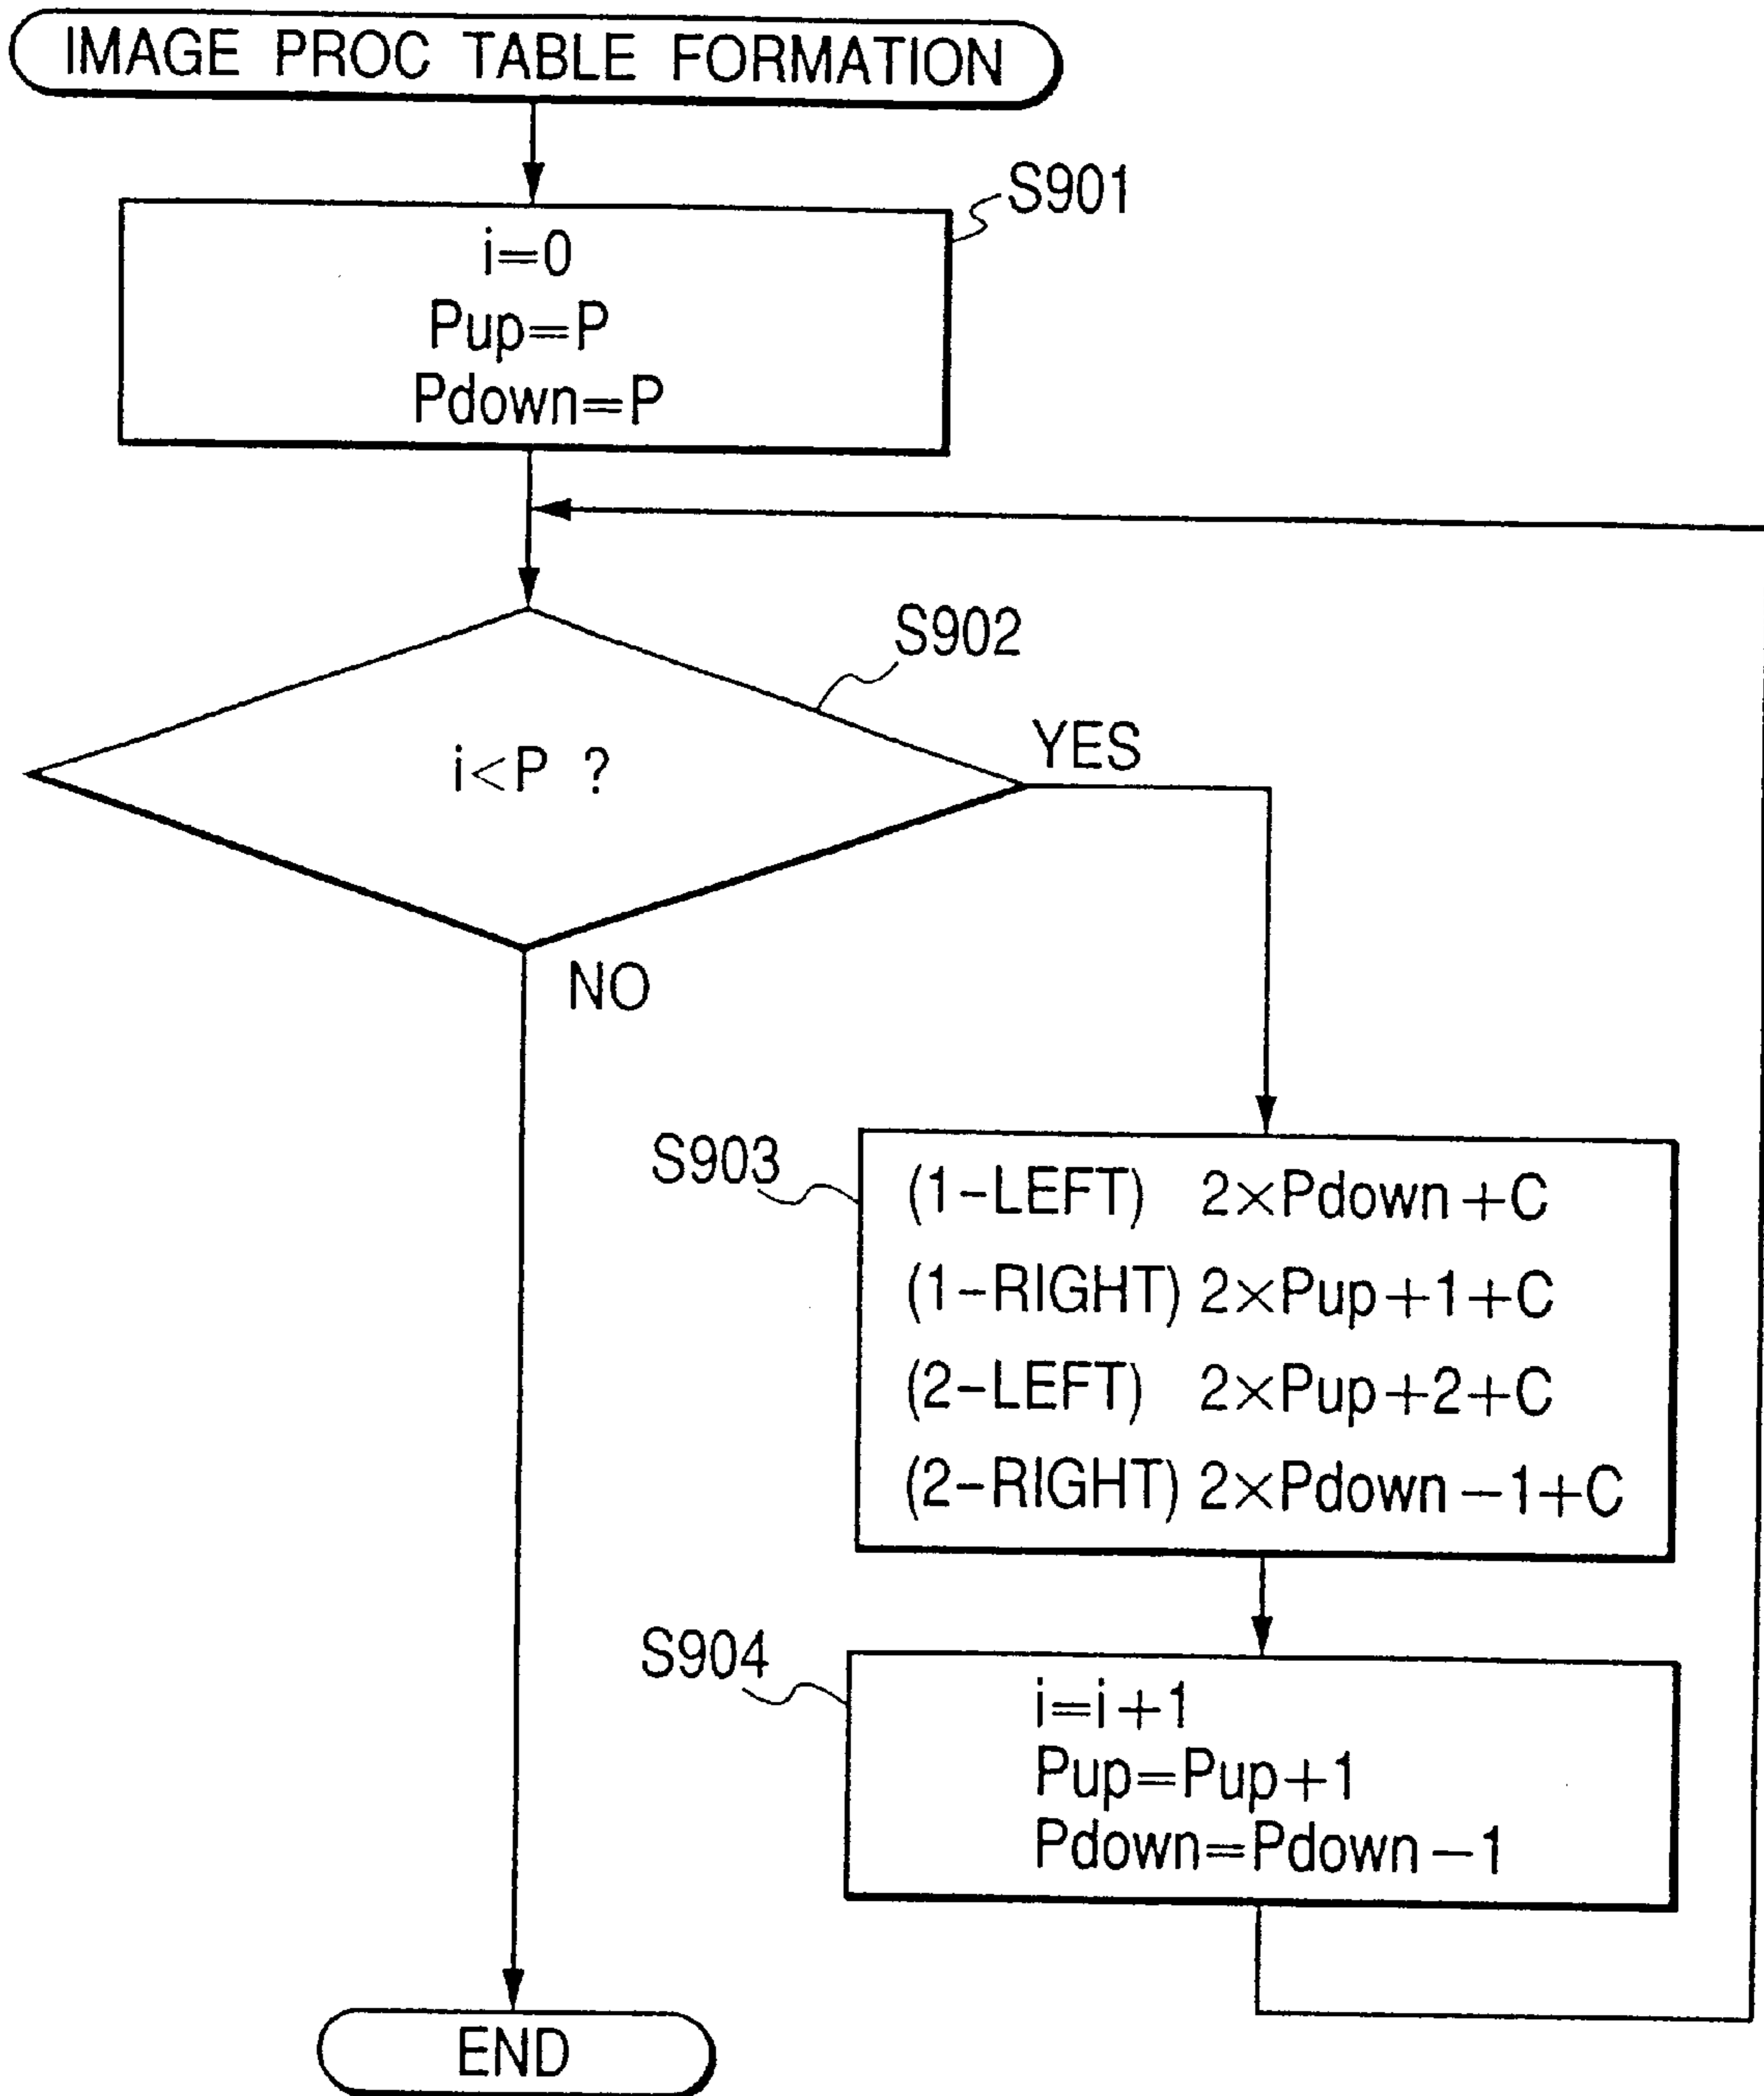 IMAGE PROC TABLE FORMATION
S901
i=0
Pup=P
Pdown=P
S902
i<P ?
YES
NO
S903
(1-LEFT) 2×Pdown+C
(1-RIGHT) 2×Pup+1+C
(2-LEFT) 2×Pup+2+C
(2-RIGHT) 2×Pdown-1+C
S904
i=i+1
Pup=Pup+1
Pdown=Pdown-1
END